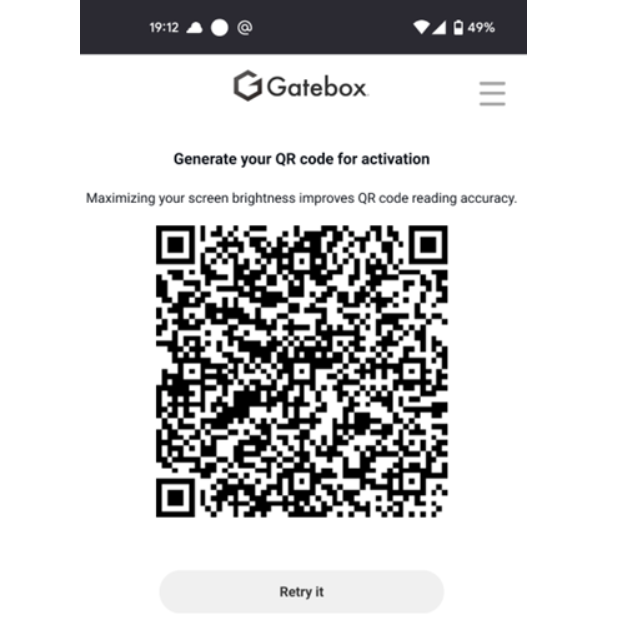 19:12 @ 49%
Gatebox
Generate your QR code for activation
Maximizing your screen brightness improves QR code reading accuracy.
Retry it